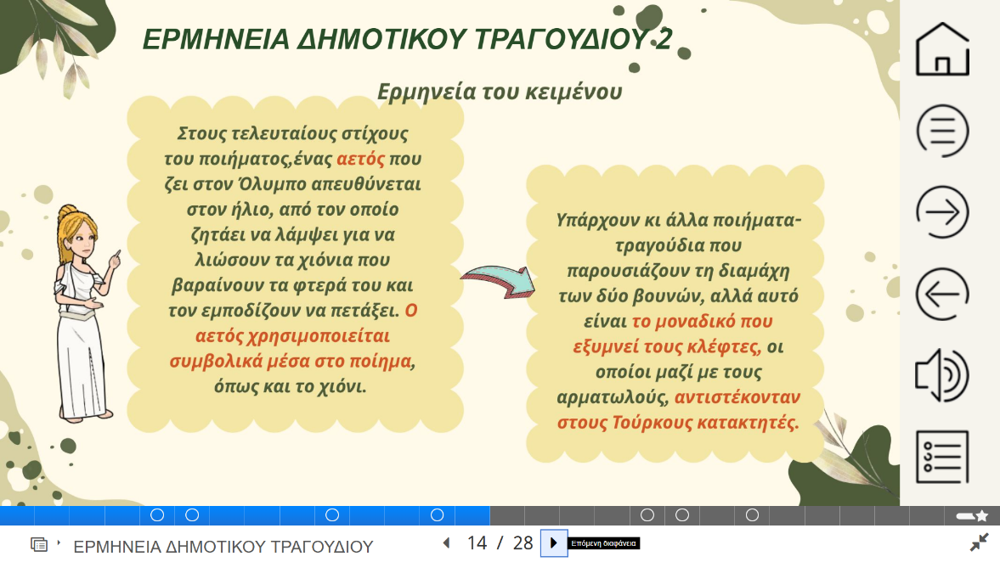 ΕΡΜΗΝΕΙΑ ΔΗΜΟΤΙΚΟΥ ΤΡΑΓΟΥΔΙΟΥ 2
Ερμηνεία του κειμένου
Στους τελευταίους στίχους
του ποιήματος,ένας αετός που
ζει στον Όλυμπο απευθύνεται
στον ήλιο, από τον οποίο
ζητάει να λάμψει για να
λιώσουν τα χιόνια που
βαραίνουν τα φτερά του και
τον εμποδίζουν να πετάξει. Ο
αετός χρησιμοποιείται
συμβολικά μέσα στο ποίημα,
όπως και το χιόνι.
Υπάρχουν κι άλλα ποιήματα-
τραγούδια που
παρουσιάζουν τη διαμάχη
των δύο βουνών, αλλά αυτό
είναι το μοναδικό που
εξυμνεί τους κλέφτες, οι
οποίοι μαζί με τους
αρματωλούς, αντιστέκονταν
στους Τούρκους κατακτητές.
ΕΡΜΗΝΕΙΑ ΔΗΜΟΤΙΚΟΥ ΤΡΑΓΟΥΔΙΟΥ
14 / 28
Επόμενη διαφάνεια